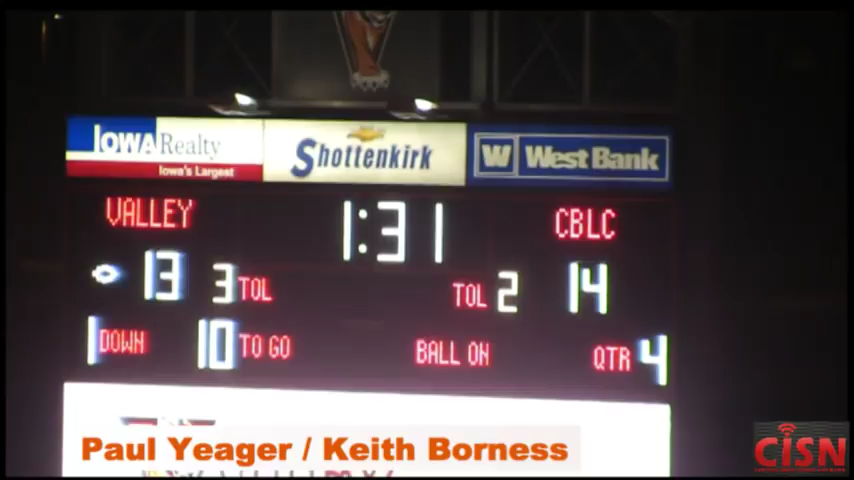 IOWA Realty
Iowa's Largest
Shottenkirk
W West Bank
VALLEY 1:31 CBLC
13 3 TOL TOL 2 14
1 DOWN 10 TO GO BALL ON QTR 4
Paul Yeager / Keith Borness
CISN